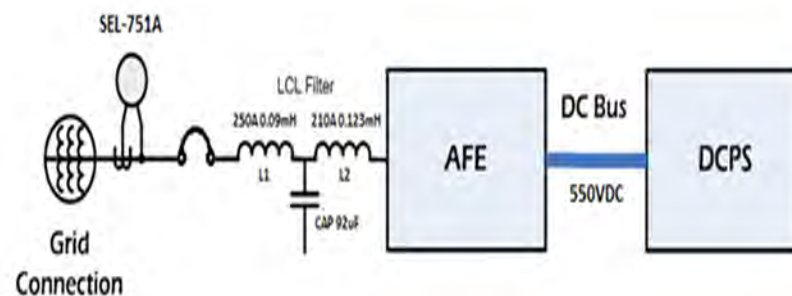 SEL-751A
LCL Filter
250A 0.09mH
210A 0.123mH
L1
L2
CAP 92uF
AFE
DC Bus
550VDC
DCPS
Grid
Connection